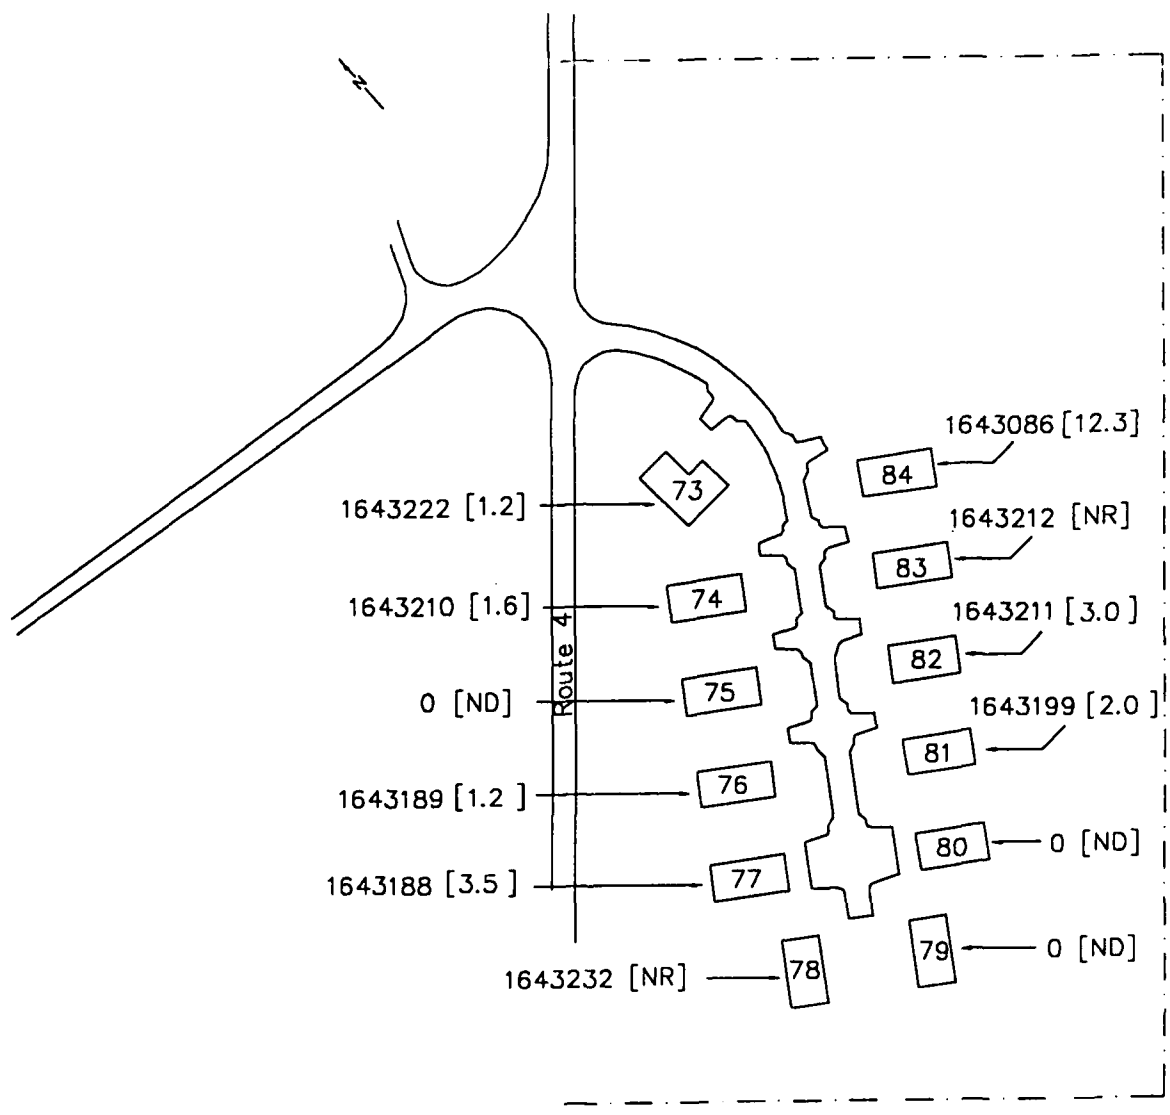 N
1643086 [12.3]
84
73
1643222 [1.2]
1643212 [NR]
83
74
1643210 [1.6]
1643211 [3.0 ]
82
Route 4
75
0 [ND]
1643199 [2.0 ]
81
76
1643189 [1.2 ]
80
0 [ND]
77
1643188 [3.5 ]
79
0 [ND]
78
1643232 [NR]